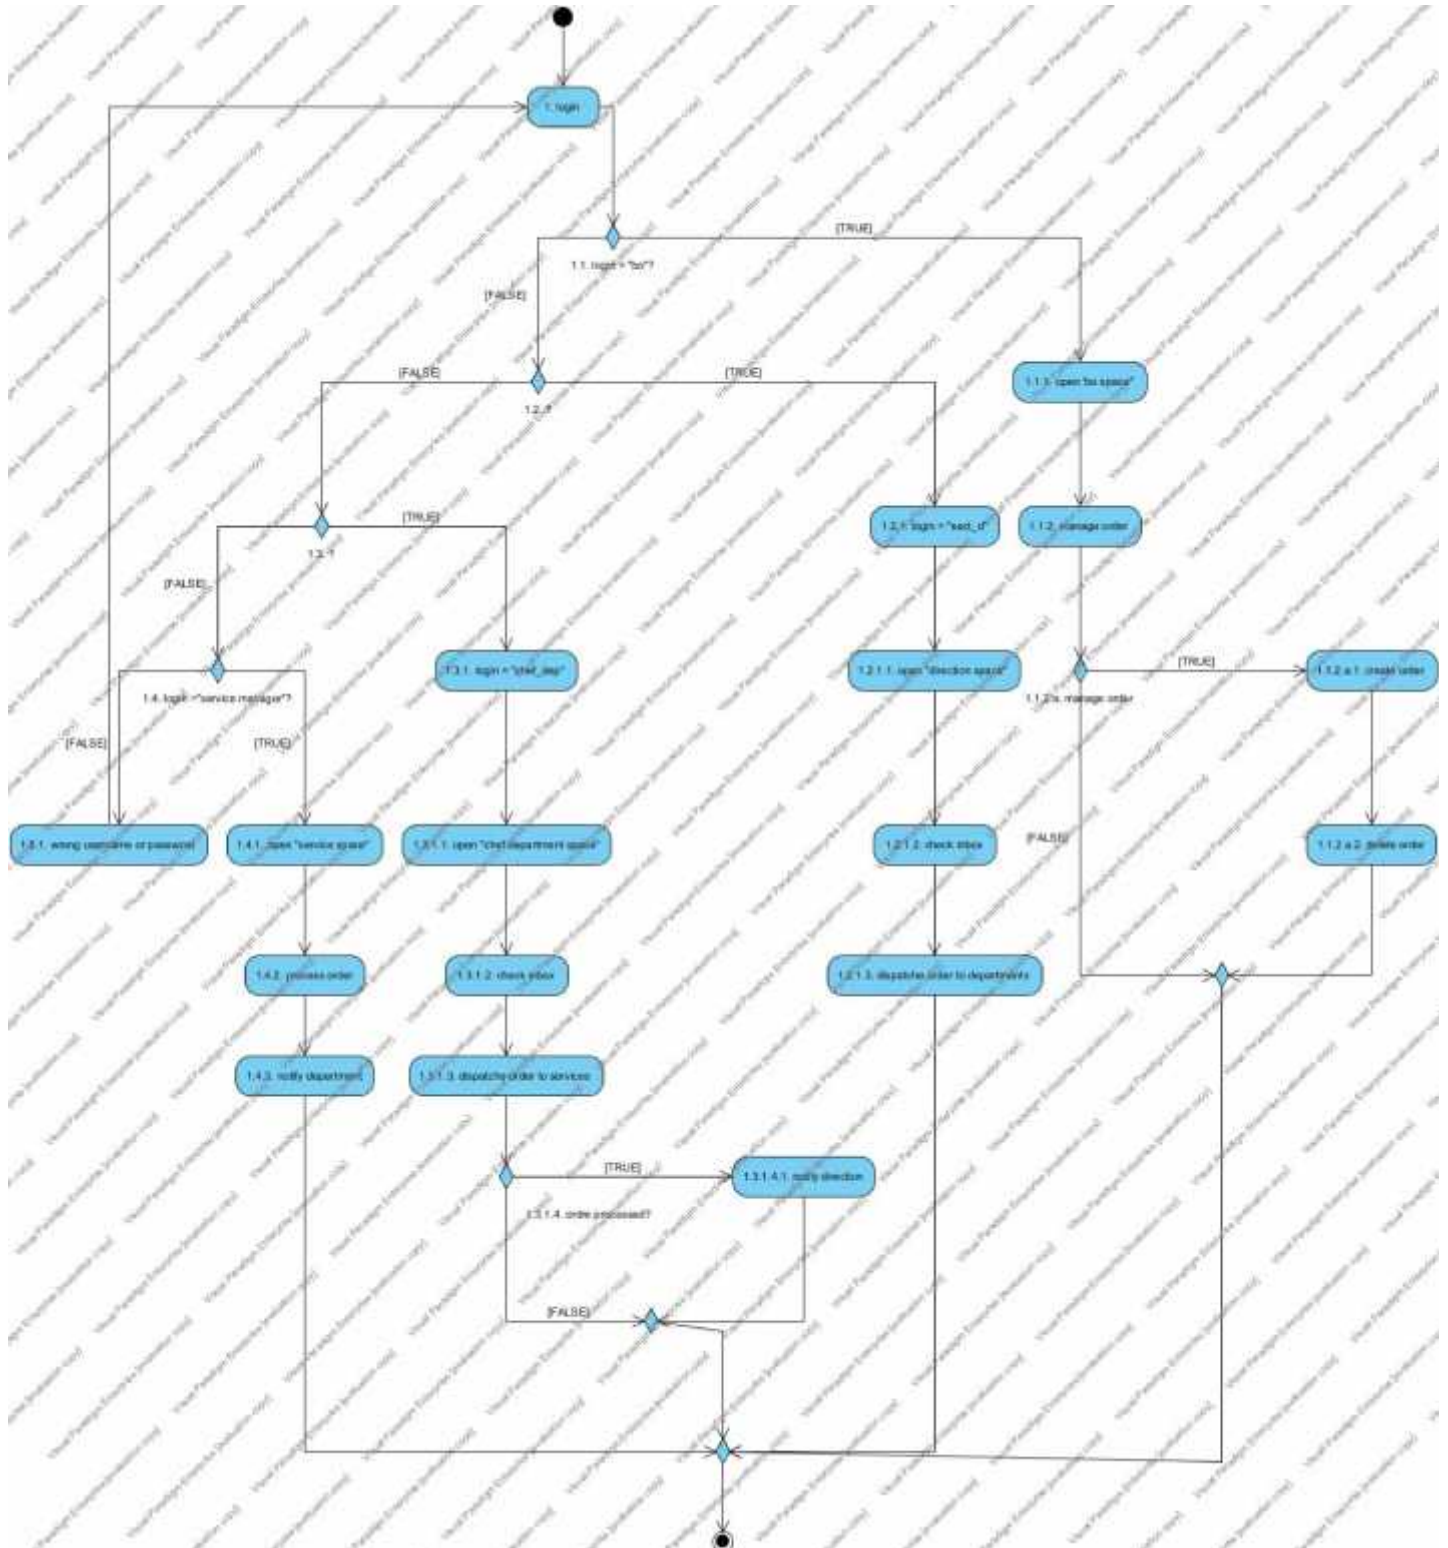 1. login
[TRUE]
1.1. login = "bo"?
[FALSE]
[FALSE]
[TRUE]
1.1.1. open "bo space"
1.2. ?
[TRUE]
1.2.1. login =
1.1.2. manage order
1.3. ?
[FALSE]
1.3.1. login = "chef_dep"
1.2.1.1. open "direction space"
[TRUE]
1.1.2.a.1. create order
1.4. login ="service manager"?
1.1.2.a. manage order
[FALSE]
[TRUE]
1.5.1. wrong username or password
1.4.1. open "service space"
1.3.1.1. open "chef department space"
1.2.1.2. check inbox
[FALSE]
1.1.2.a.2. delete order
1.4.2. process order
1.3.1.2. check inbox
1.2.1.3. dispatche order to departments
1.4.3. notify department
1.3.1.3. dispatche order to services
[TRUE]
1.3.1.4.1. notify direction
1.3.1.4. order processed?
[FALSE]
Visual Paradigm Enterprise [evaluation copy]